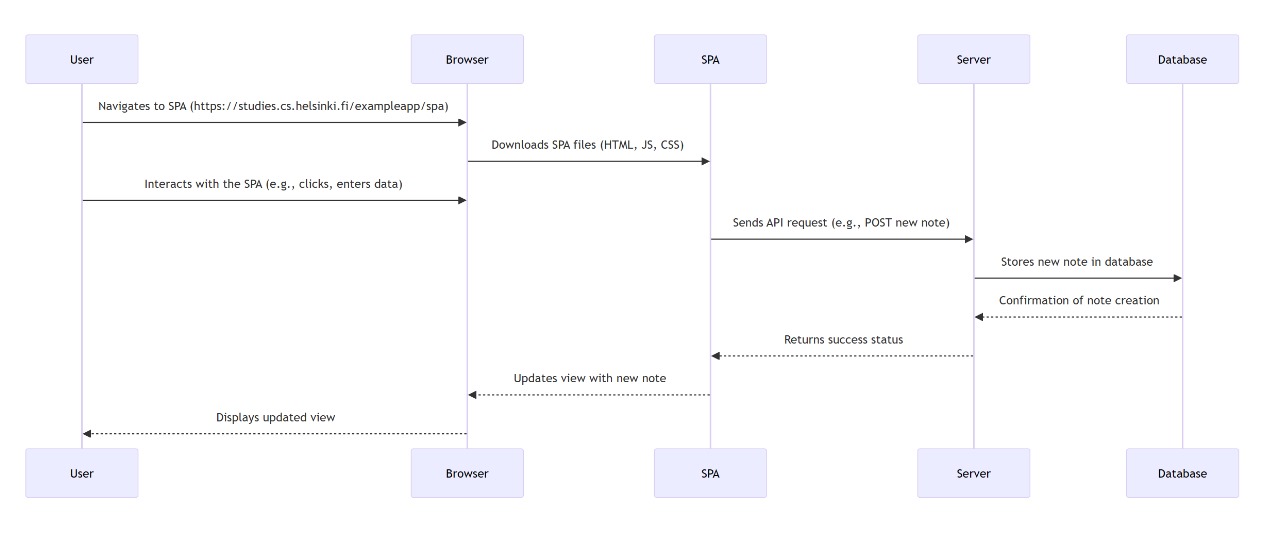 User
Browser
SPA
Server
Database
Navigates to SPA (https://studies.cs.helsinki.fi/exampleapp/spa)
Downloads SPA files (HTML, JS, CSS)
Interacts with the SPA (e.g., clicks, enters data)
Sends API request (e.g., POST new note)
Stores new note in database
Confirmation of note creation
Returns success status
Updates view with new note
Displays updated view
User
Browser
SPA
Server
Database